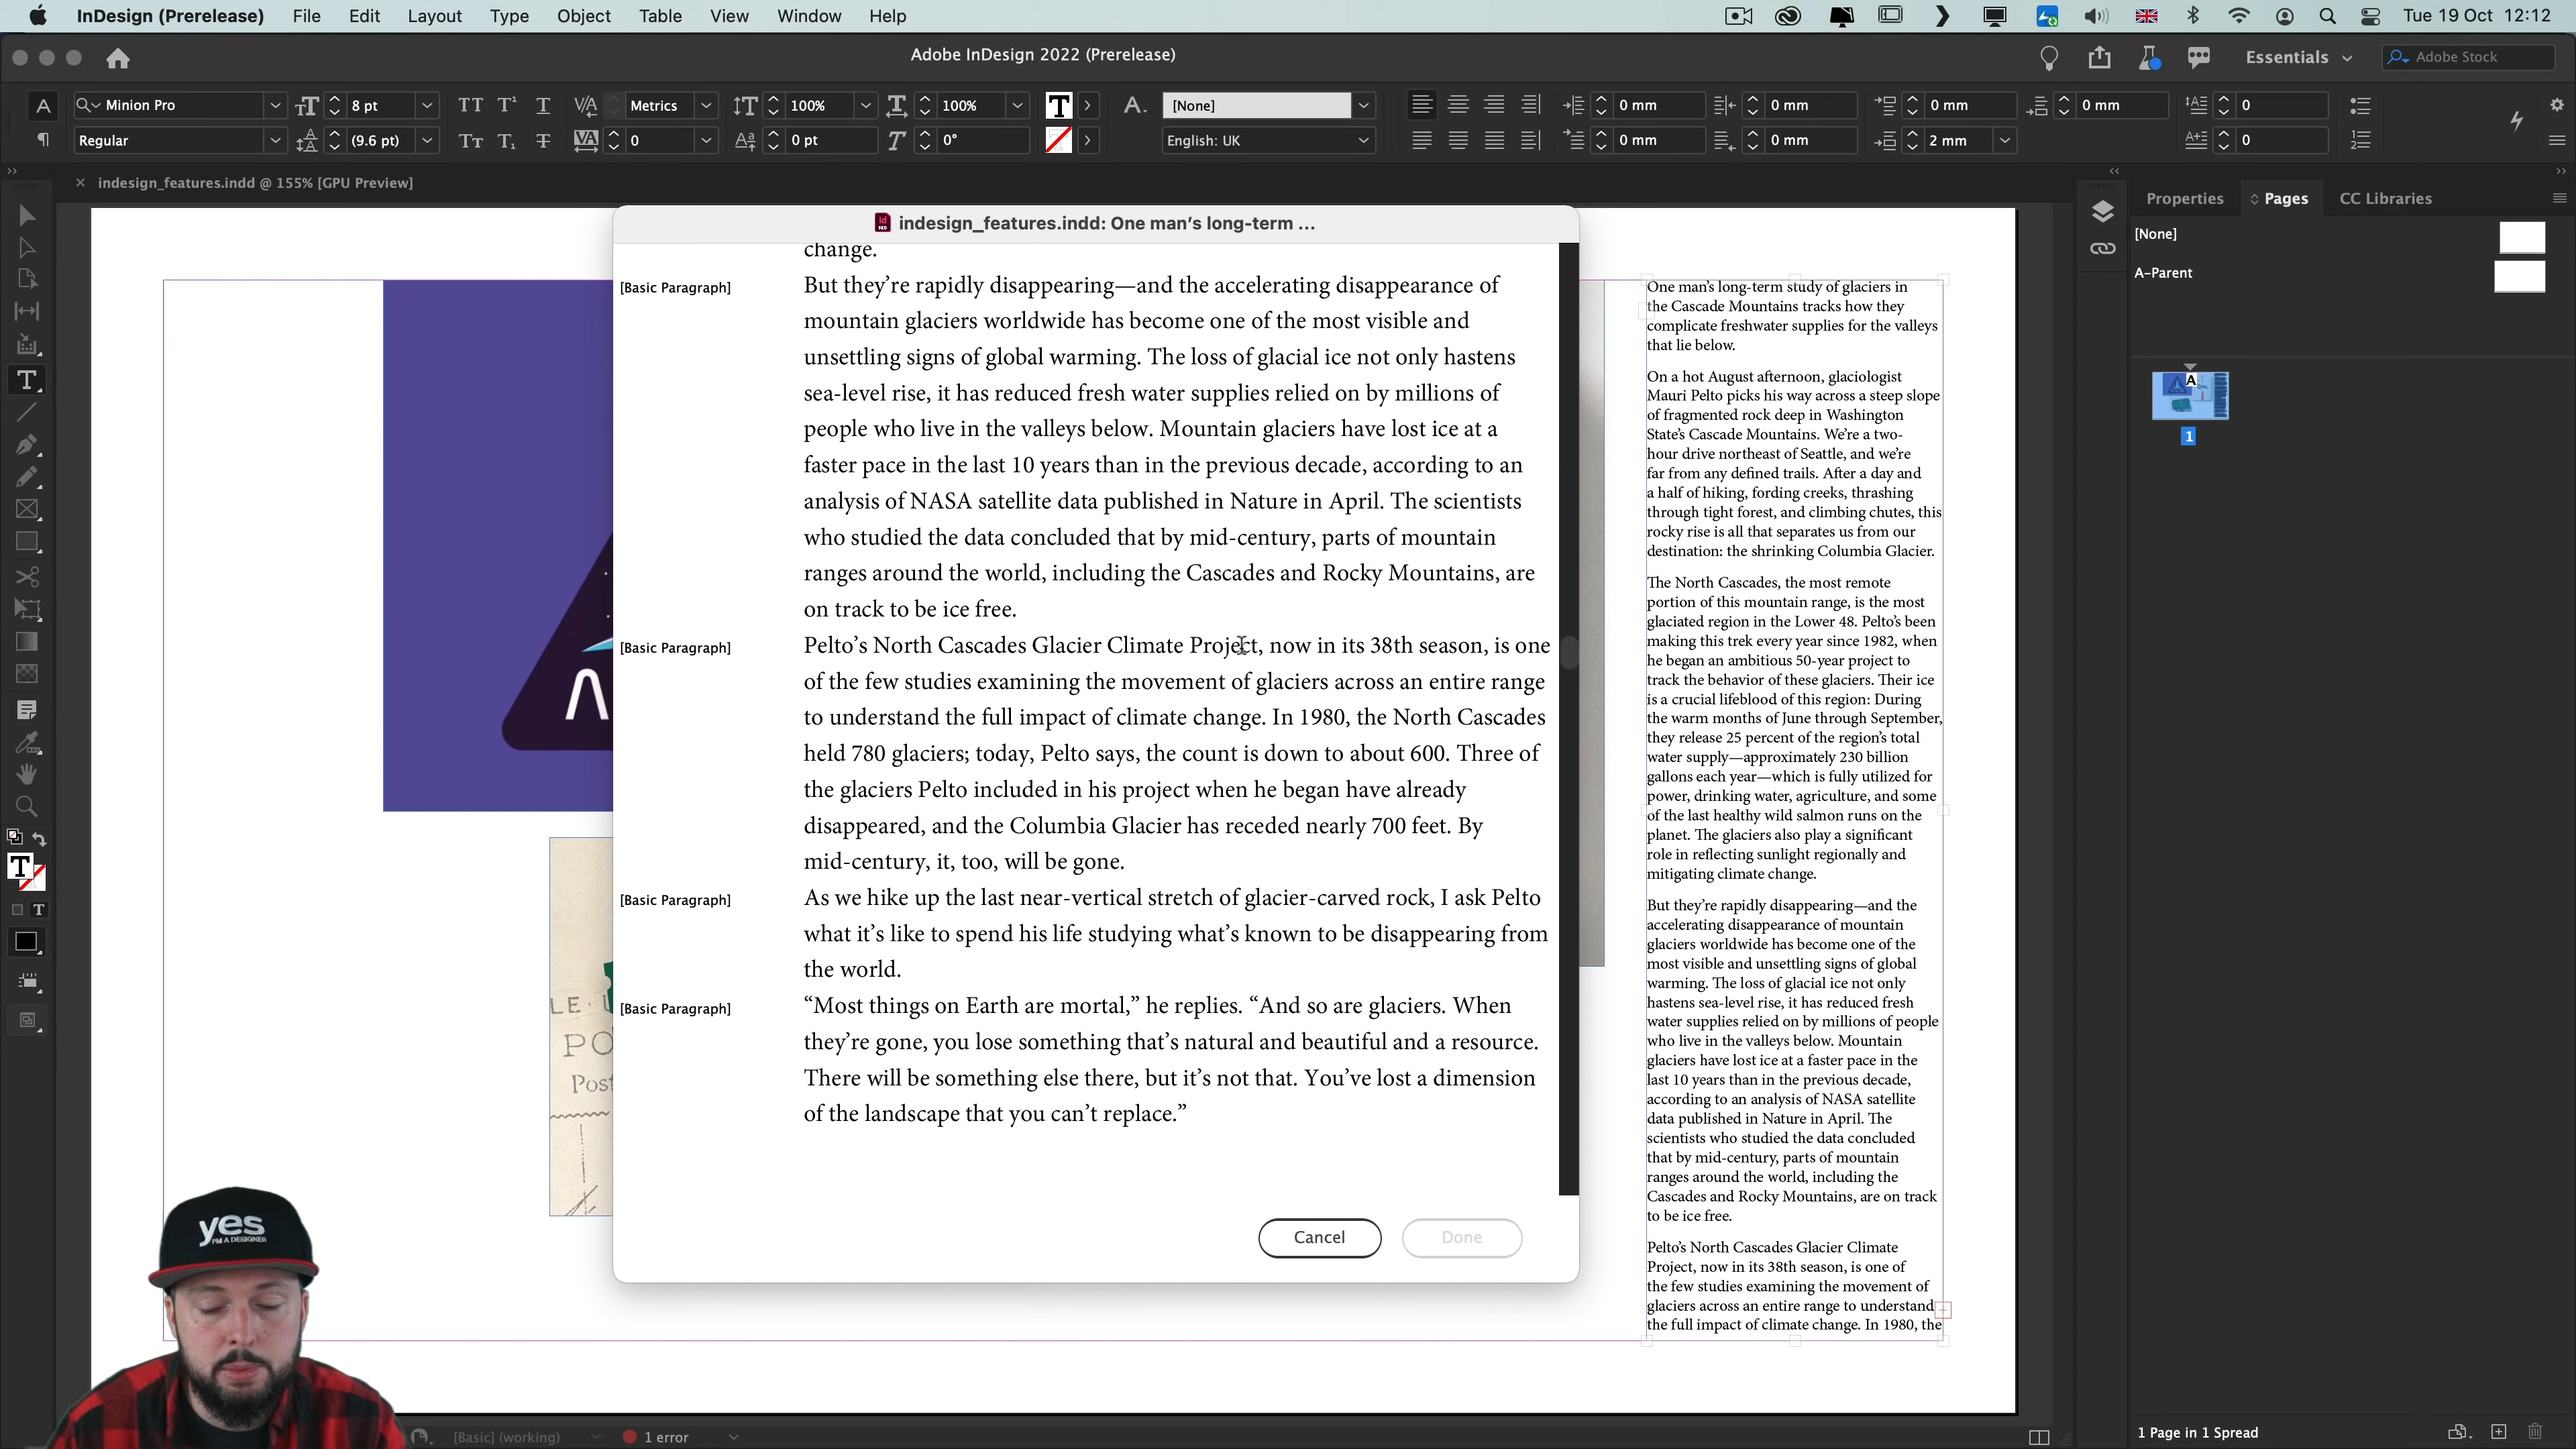 InDesign (Prerelease) File Edit Layout Type Object Table View Window Help
Tue 19 Oct 12:12
Adobe InDesign 2022 (Prerelease)
Essentials
Adobe Stock
A Minion Pro 8 pt Metrics 100% 100% [None] 0 mm 0 mm 0 mm 0 mm 0
Regular (9.6 pt) 0 0 pt 0° English: UK 0 mm 0 mm 2 mm 0
indesign_features.indd @ 155% [GPU Preview]
Properties Pages CC Libraries
[None]
A-Parent
A
1
indesign_features.indd: One man's long-term ...
change.
[Basic Paragraph]
But they're rapidly disappearing—and the accelerating disappearance of
mountain glaciers worldwide has become one of the most visible and
unsettling signs of global warming. The loss of glacial ice not only hastens
sea-level rise, it has reduced fresh water supplies relied on by millions of
people who live in the valleys below. Mountain glaciers have lost ice at a
faster pace in the last 10 years than in the previous decade, according to an
analysis of NASA satellite data published in Nature in April. The scientists
who studied the data concluded that by mid-century, parts of mountain
ranges around the world, including the Cascades and Rocky Mountains, are
on track to be ice free.
[Basic Paragraph]
Pelto's North Cascades Glacier Climate Project, now in its 38th season, is one
of the few studies examining the movement of glaciers across an entire range
to understand the full impact of climate change. In 1980, the North Cascades
held 780 glaciers; today, Pelto says, the count is down to about 600. Three of
the glaciers Pelto included in his project when he began have already
disappeared, and the Columbia Glacier has receded nearly 700 feet. By
mid-century, it, too, will be gone.
[Basic Paragraph]
As we hike up the last near-vertical stretch of glacier-carved rock, I ask Pelto
what it's like to spend his life studying what's known to be disappearing from
the world.
[Basic Paragraph]
“Most things on Earth are mortal,” he replies. “And so are glaciers. When
they're gone, you lose something that's natural and beautiful and a resource.
There will be something else there, but it's not that. You've lost a dimension
of the landscape that you can't replace.”
Cancel
Done
One man's long-term study of glaciers in
the Cascade Mountains tracks how they
complicate freshwater supplies for the valleys
that lie below.
On a hot August afternoon, glaciologist
Mauri Pelto picks his way across a steep slope
of fragmented rock deep in Washington
State's Cascade Mountains. We're a two-
hour drive northeast of Seattle, and we're
far from any defined trails. After a day and
a half of hiking, fording creeks, thrashing
through tight forest, and climbing chutes, this
rocky rise is all that separates us from our
destination: the shrinking Columbia Glacier.
The North Cascades, the most remote
portion of this mountain range, is the most
glaciated region in the Lower 48. Pelto's been
making this trek every year since 1982, when
he began an ambitious 50-year project to
track the behavior of these glaciers. Their ice
is a crucial lifeblood of this region: During
the warm months of June through September,
they release 25 percent of the region's total
water supply—approximately 230 billion
gallons each year—which is fully utilized for
power, drinking water, agriculture, and some
of the last healthy wild salmon runs on the
planet. The glaciers also play a significant
role in reflecting sunlight regionally and
mitigating climate change.
But they're rapidly disappearing—and the
accelerating disappearance of mountain
glaciers worldwide has become one of the
most visible and unsettling signs of global
warming. The loss of glacial ice not only
hastens sea-level rise, it has reduced fresh
water supplies relied on by millions of people
who live in the valleys below. Mountain
glaciers have lost ice at a faster pace in the
last 10 years than in the previous decade,
according to an analysis of NASA satellite
data published in Nature in April. The
scientists who studied the data concluded
that by mid-century, parts of mountain
ranges around the world, including the
Cascades and Rocky Mountains, are on track
to be ice free.
Pelto's North Cascades Glacier Climate
Project, now in its 38th season, is one of
the few studies examining the movement of
glaciers across an entire range to understand
the full impact of climate change. In 1980, the
LE
PO
Post
yes
I'M A DESIGNER
[Basic] (working)
1 error
1 Page in 1 Spread